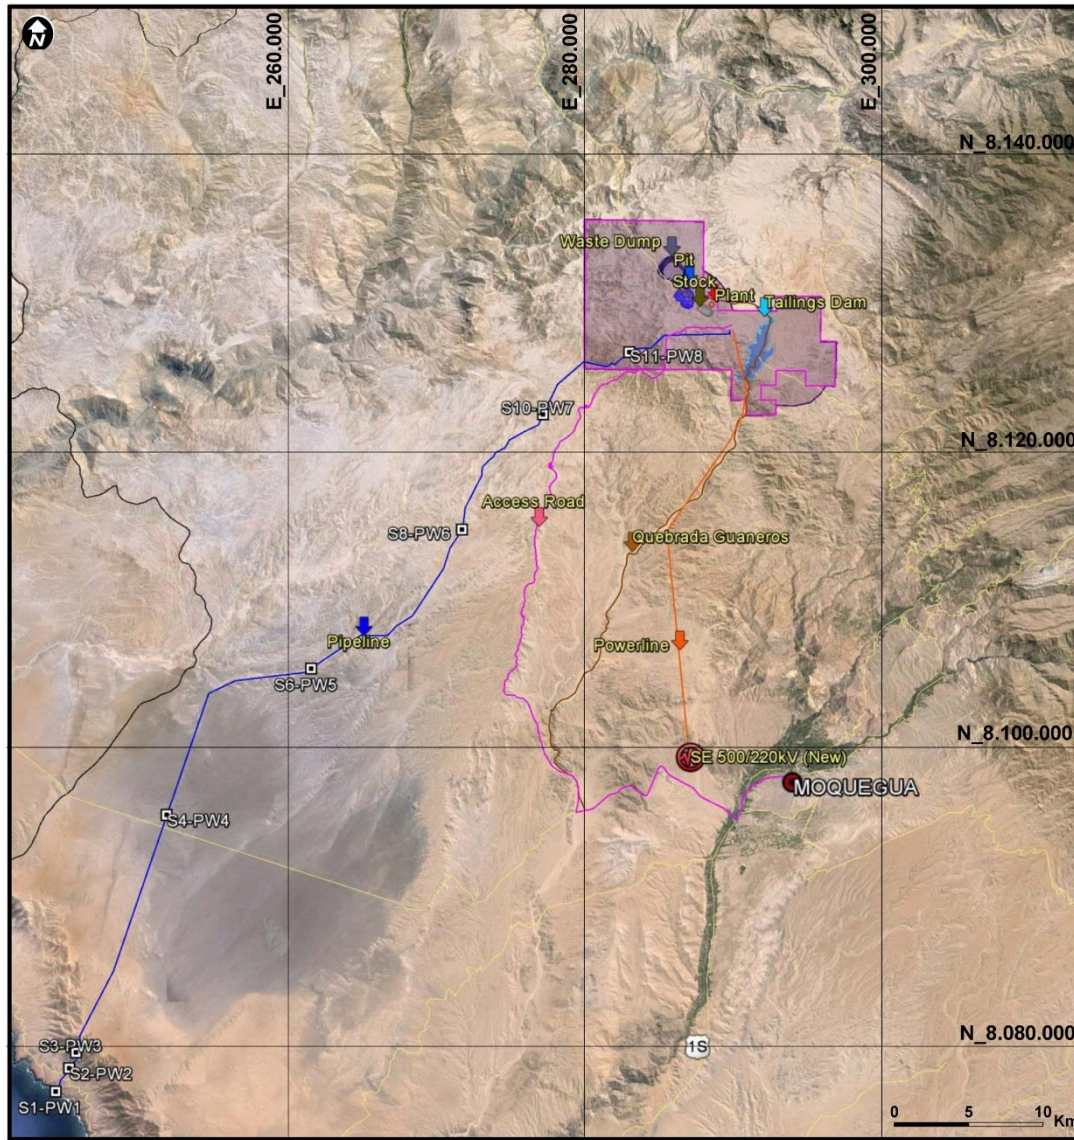 N
E_260.000
E_280.000
E_300.000
N_8.140.000
Waste Dump
Pit
Stock
Plant
Tailings Dam
S11-PW8
S10-PW7
N_8.120.000
Access Road
S8-PW6
Quebrada Guaneros
Pipeline
Powerline
S6-PW5
N_8.100.000
SE 500/220kV (New)
MOQUEGUA
S4-PW4
N_8.080.000
S3-PW3
1S
S2-PW2
S1-PW1
0 5 10 Km